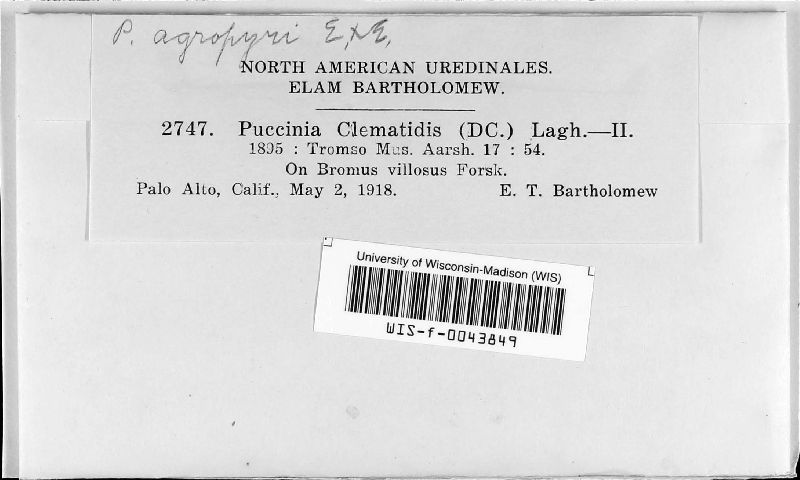 P. agropyri E. & E.
NORTH AMERICAN UREDINALES.
ELAM BARTHOLOMEW.
2747. Puccinia Clematidis (DC.) Lagh.—II.
1895 : Tromso Mus. Aarsh. 17 : 54.
On Bromus villosus Forsk.
Palo Alto, Calif., May 2, 1918. E. T. Bartholomew
University of Wisconsin-Madison (WIS)
WIS-f-0043849